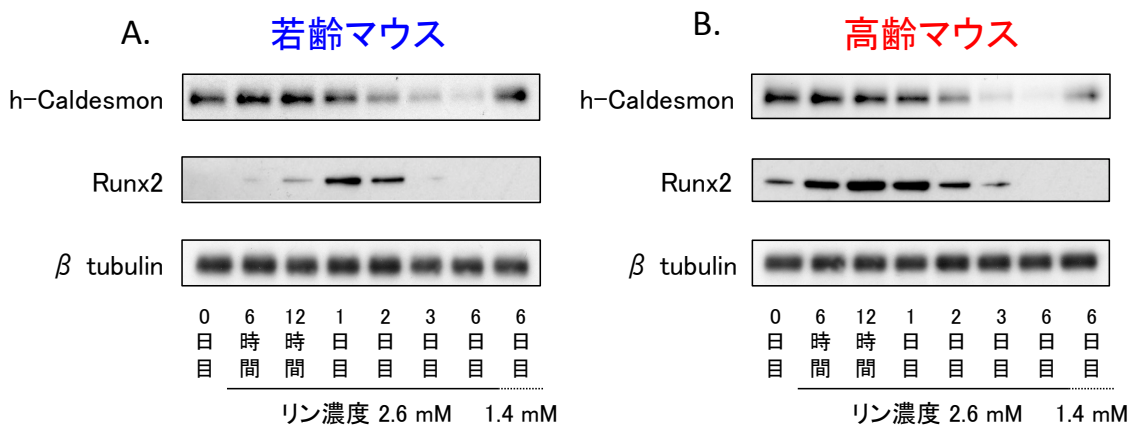 A.
若齢マウス
h-Caldesmon
Runx2
β tubulin
0日目
6時間
12時間
1日目
2日目
3日目
6日目
6日目
リン濃度 2.6 mM
1.4 mM
B.
高齢マウス
h-Caldesmon
Runx2
β tubulin
0日目
6時間
12時間
1日目
2日目
3日目
6日目
6日目
リン濃度 2.6 mM
1.4 mM